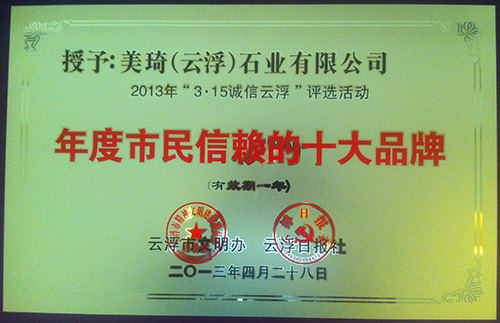 授予:美琦(云浮)石业有限公司
2013年“3·15诚信云浮”评选活动
年度市民信赖的十大品牌
(有效期一年)
云浮市文明办 云浮日报社
二〇一三年四月二十八日